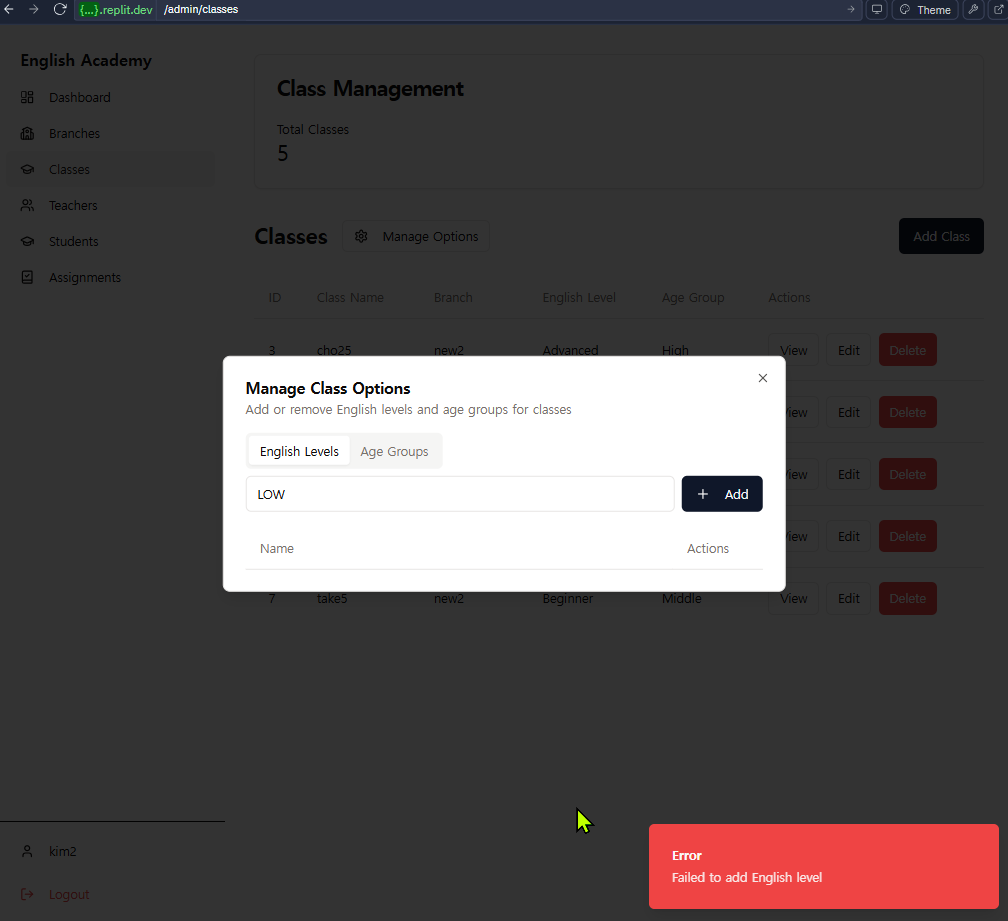 {...}.replit.dev /admin/classes Theme
English Academy
Dashboard
Branches
Classes
Teachers
Students
Assignments
Class Management
Total Classes
5
Classes Manage Options Add Class
ID Class Name Branch English Level Age Group Actions
3 cho25 new2 Advanced High View Edit Delete
Manage Class Options
Add or remove English levels and age groups for classes
English Levels Age Groups
LOW + Add
Name Actions
View Edit Delete
View Edit Delete
View Edit Delete
7 take5 new2 Beginner Middle View Edit Delete
kim2
Logout
Error
Failed to add English level